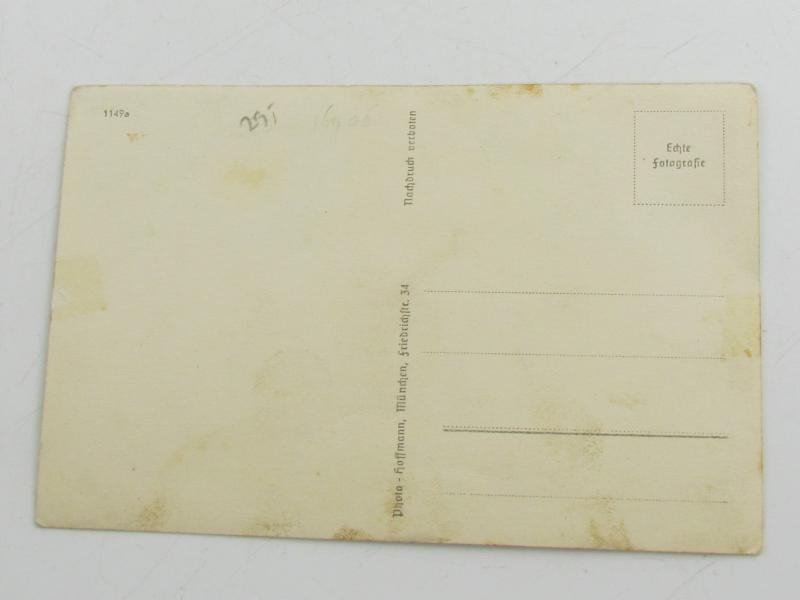 1149a
Nachdruck verboten
Echte
Fotografie
Photo - Hoffmann, München, Friedrichstr. 34